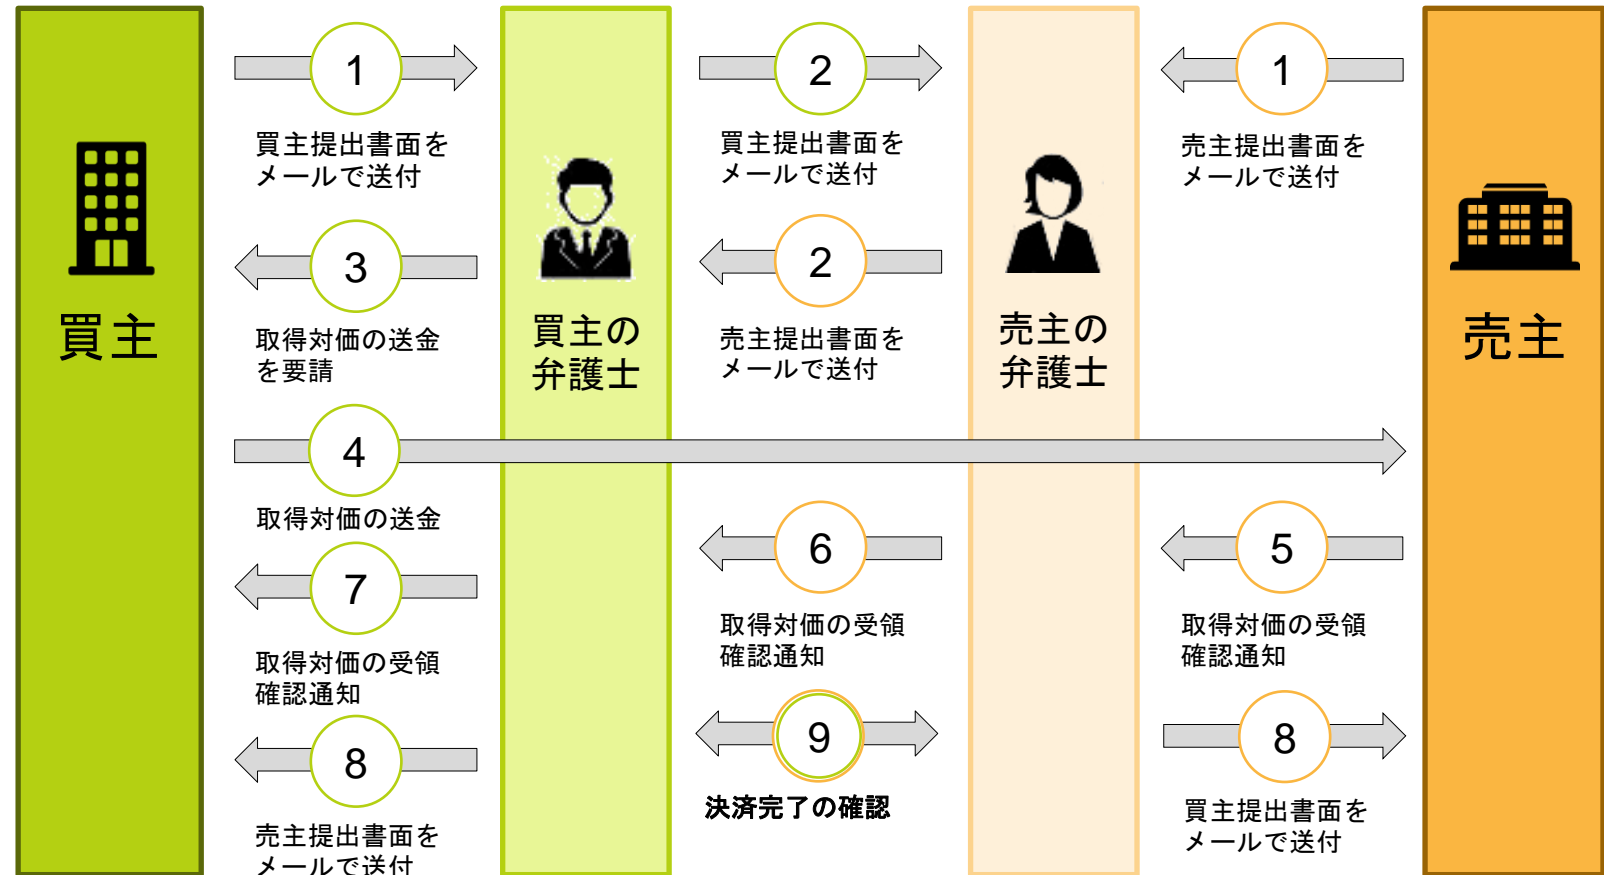 1
買主提出書面を
メールで送付
2
買主提出書面を
メールで送付
1
売主提出書面を
メールで送付
3
取得対価の送金
を要請
2
売主提出書面を
メールで送付
買主
買主の
弁護士
売主の
弁護士
売主
4
取得対価の送金
5
取得対価の受領
確認通知
6
取得対価の受領
確認通知
7
取得対価の受領
確認通知
8
売主提出書面を
メールで送付
8
買主提出書面を
メールで送付
9
決済完了の確認